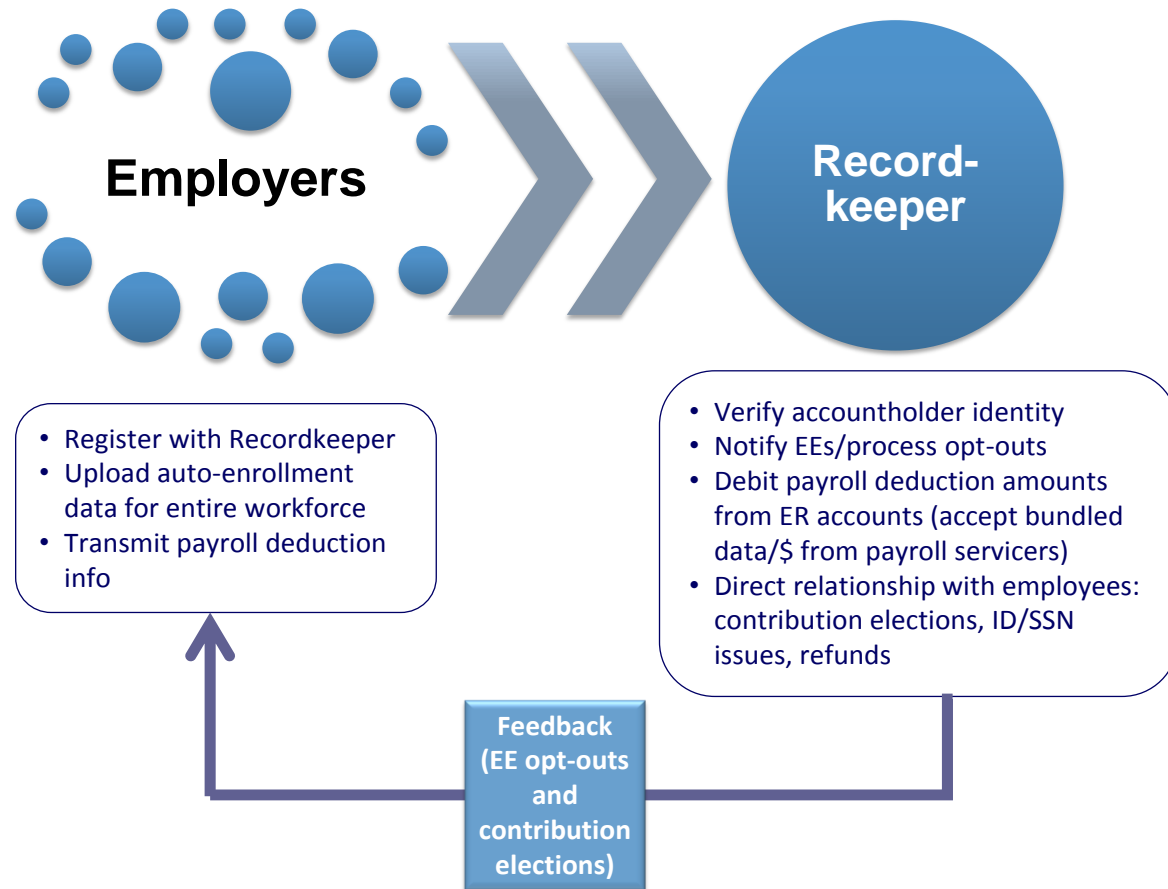 Employers
Record-
keeper
• Register with Recordkeeper
• Upload auto-enrollment
data for entire workforce
• Transmit payroll deduction
info
• Verify accountholder identity
• Notify EEs/process opt-outs
• Debit payroll deduction amounts
from ER accounts (accept bundled
data/$ from payroll servicers)
• Direct relationship with employees:
contribution elections, ID/SSN
issues, refunds
Feedback
(EE opt-outs
and
contribution
elections)